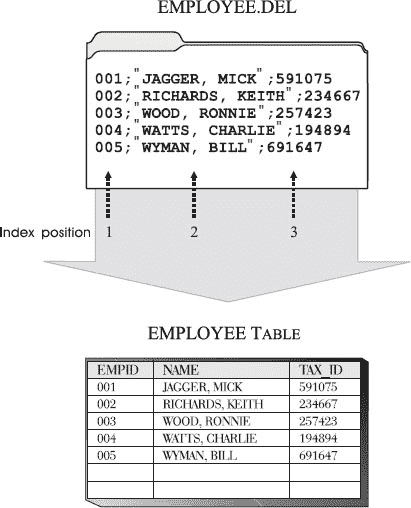 EMPLOYEE.DEL
001;"JAGGER, MICK";591075
002;"RICHARDS, KEITH";234667
003;"WOOD, RONNIE";257423
004;"WATTS, CHARLIE";194894
005;"WYMAN, BILL";691647
Index position 1 2 3
EMPLOYEE TABLE
EMPID NAME TAX_ID
001 JAGGER, MICK 591075
002 RICHARDS, KEITH 234667
003 WOOD, RONNIE 257423
004 WATTS, CHARLIE 194894
005 WYMAN, BILL 691647